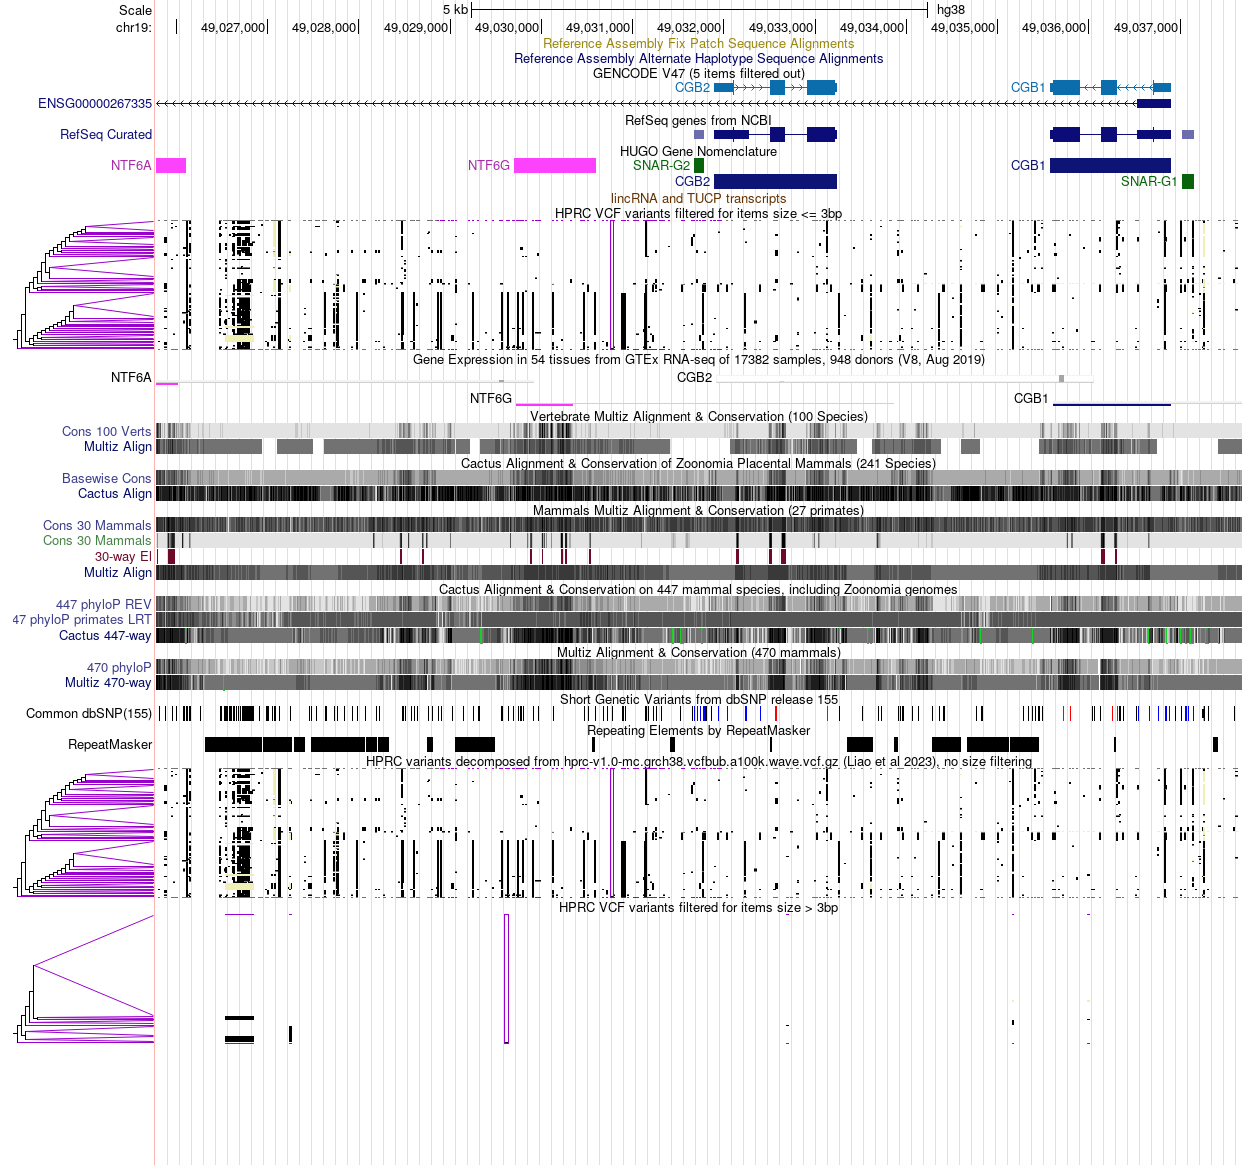 Scale 5 kb hg38
chr19: 49,027,000 49,028,000 49,029,000 49,030,000 49,031,000 49,032,000 49,033,000 49,034,000 49,035,000 49,036,000 49,037,000
Reference Assembly Fix Patch Sequence Alignments
Reference Assembly Alternate Haplotype Sequence Alignments
GENCODE V47 (5 items filtered out)
CGB2 CGB1
ENSG00000267335
RefSeq genes from NCBI
RefSeq Curated
HUGO Gene Nomenclature
NTF6A NTF6G SNAR-G2 CGB1
CGB2 SNAR-G1
lincRNA and TUCP transcripts
HPRC VCF variants filtered for items size <= 3bp
Gene Expression in 54 tissues from GTEx RNA-seq of 17382 samples, 948 donors (V8, Aug 2019)
NTF6A CGB2
NTF6G CGB1
Vertebrate Multiz Alignment & Conservation (100 Species)
Cons 100 Verts
Multiz Align
Cactus Alignment & Conservation of Zoonomia Placental Mammals (241 Species)
Basewise Cons
Cactus Align
Mammals Multiz Alignment & Conservation (27 primates)
Cons 30 Mammals
Cons 30 Mammals
30-way El
Multiz Align
Cactus Alignment & Conservation on 447 mammal species, including Zoonomia genomes
447 phyloP REV
47 phyloP primates LRT
Cactus 447-way
Multiz Alignment & Conservation (470 mammals)
470 phyloP
Multiz 470-way
Short Genetic Variants from dbSNP release 155
Common dbSNP(155)
Repeating Elements by RepeatMasker
RepeatMasker
HPRC variants decomposed from hprc-v1.0-mc.grch38.vcfbub.a100k.wave.vcf.gz (Liao et al 2023), no size filtering
HPRC VCF variants filtered for items size > 3bp